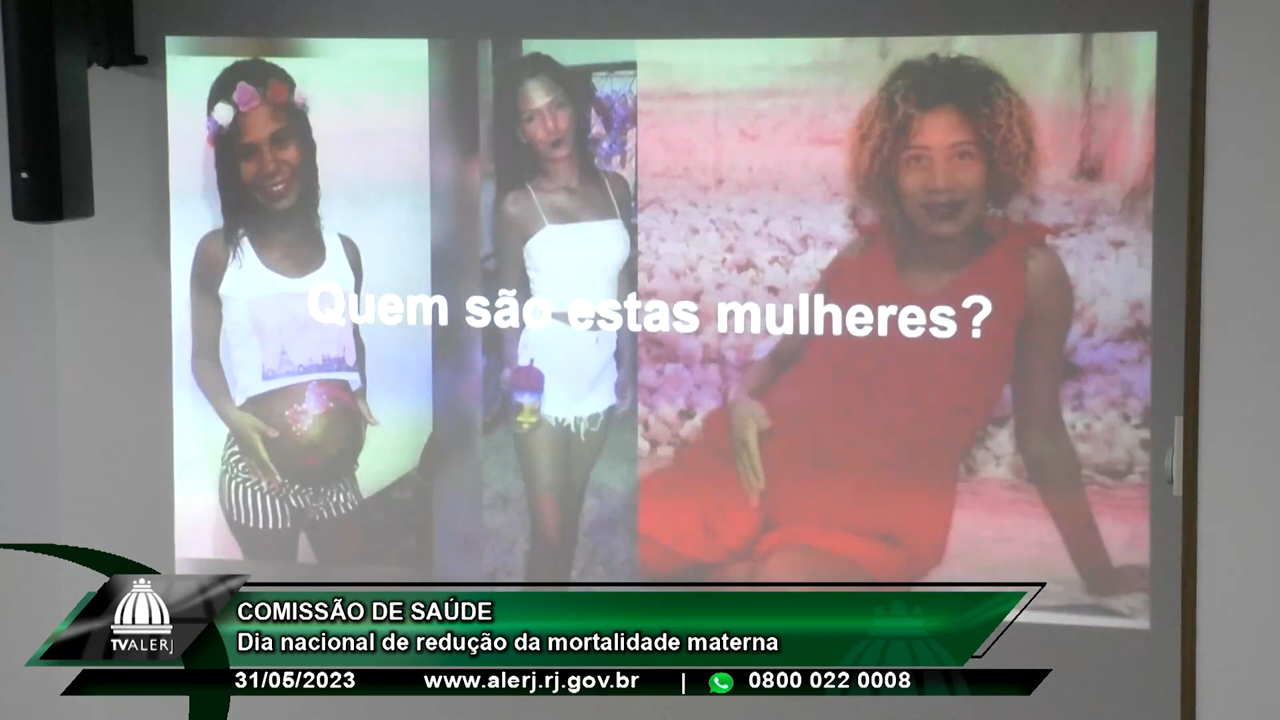 Quem são estas mulheres?
COMISSÃO DE SAÚDE
Dia nacional de redução da mortalidade materna
TVALERJ
31/05/2023 www.alerj.rj.gov.br | 0800 022 0008